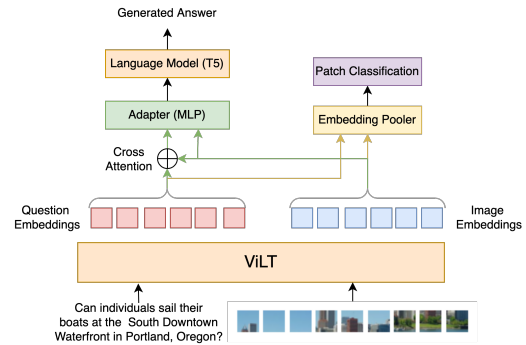 Generated Answer
Language Model (T5)
Patch Classification
Adapter (MLP)
Embedding Pooler
Cross
Attention
Question
Embeddings
Image
Embeddings
ViLT
Can individuals sail their
boats at the South Downtown
Waterfront in Portland, Oregon?